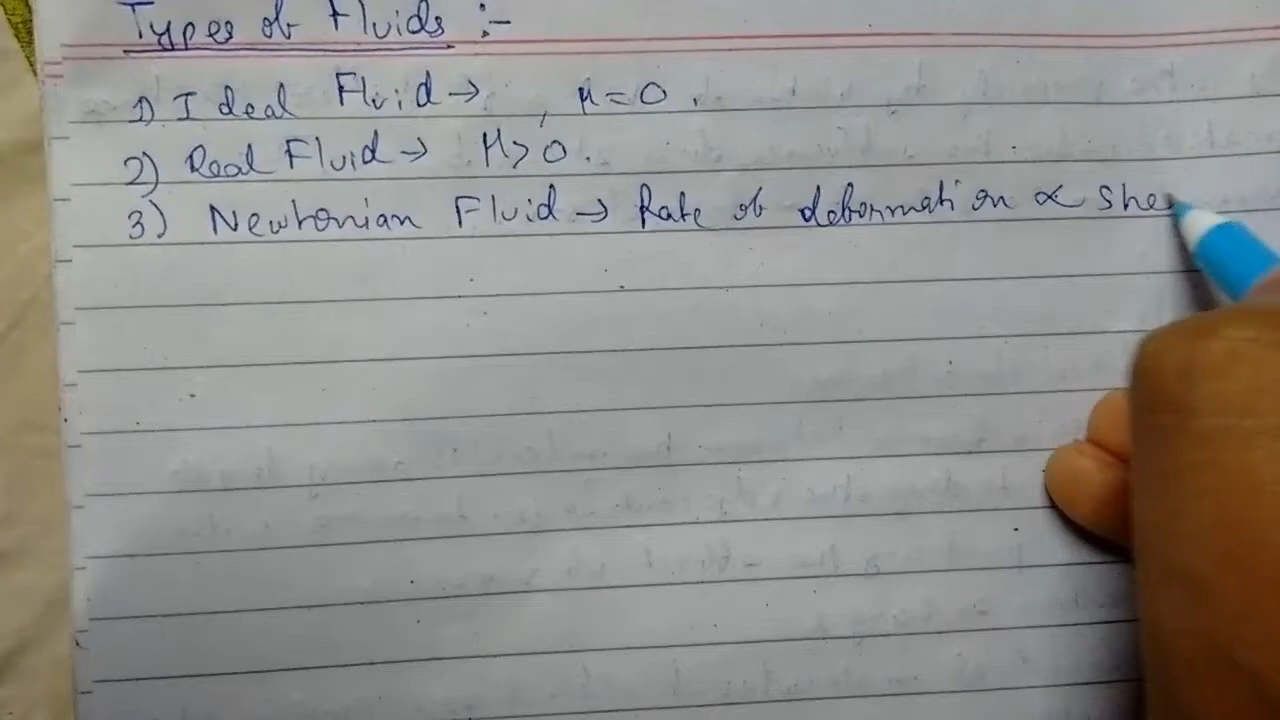 Types of Fluids :-
1) Ideal Fluid → , μ = 0 .
2) Real Fluid → μ > 0 .
3) Newtonian Fluid → Rate of deformation ∝ She